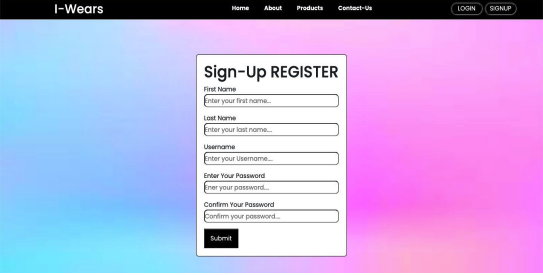 I-Wears
Home About Products Contact-Us
LOGIN SIGNUP
Sign-Up REGISTER
First Name
Enter your first name...
Last Name
Enter your last name....
Username
Enter your Username....
Enter Your Password
Ener your password....
Confirm Your Password
Confirm your password....
Submit